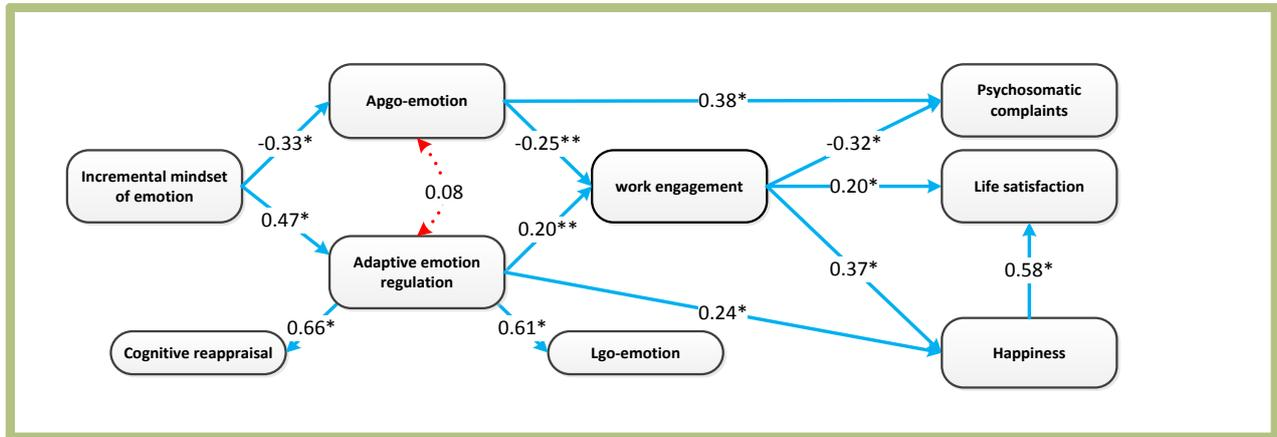 Apgo-emotion
Psychosomatic
complaints
0.38*
-0.33*
-0.25**
-0.32*
Incremental mindset
of emotion
0.08
work engagement
0.20*
Life satisfaction
0.47*
0.20**
Adaptive emotion
regulation
0.37*
0.58*
0.24*
0.66*
0.61*
Cognitive reappraisal
Lgo-emotion
Happiness